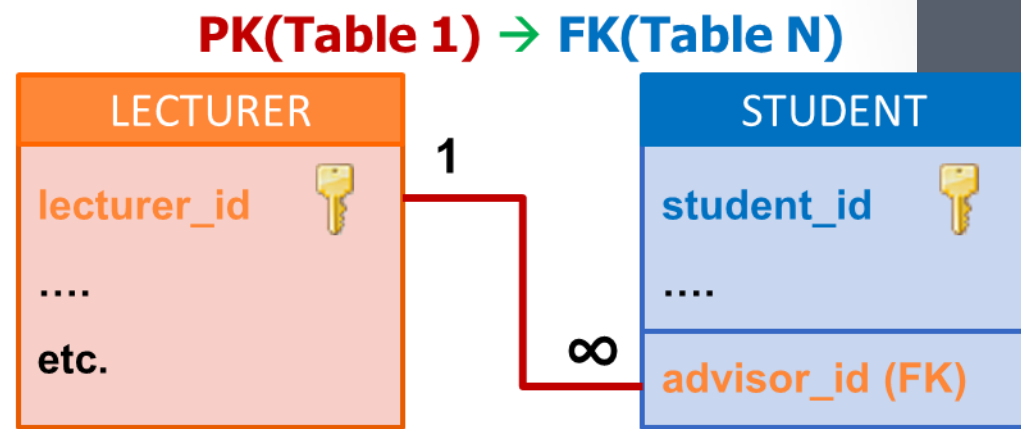 PK(Table 1) → FK(Table N)
LECTURER
lecturer_id
....
etc.
1
∞
STUDENT
student_id
....
advisor_id (FK)